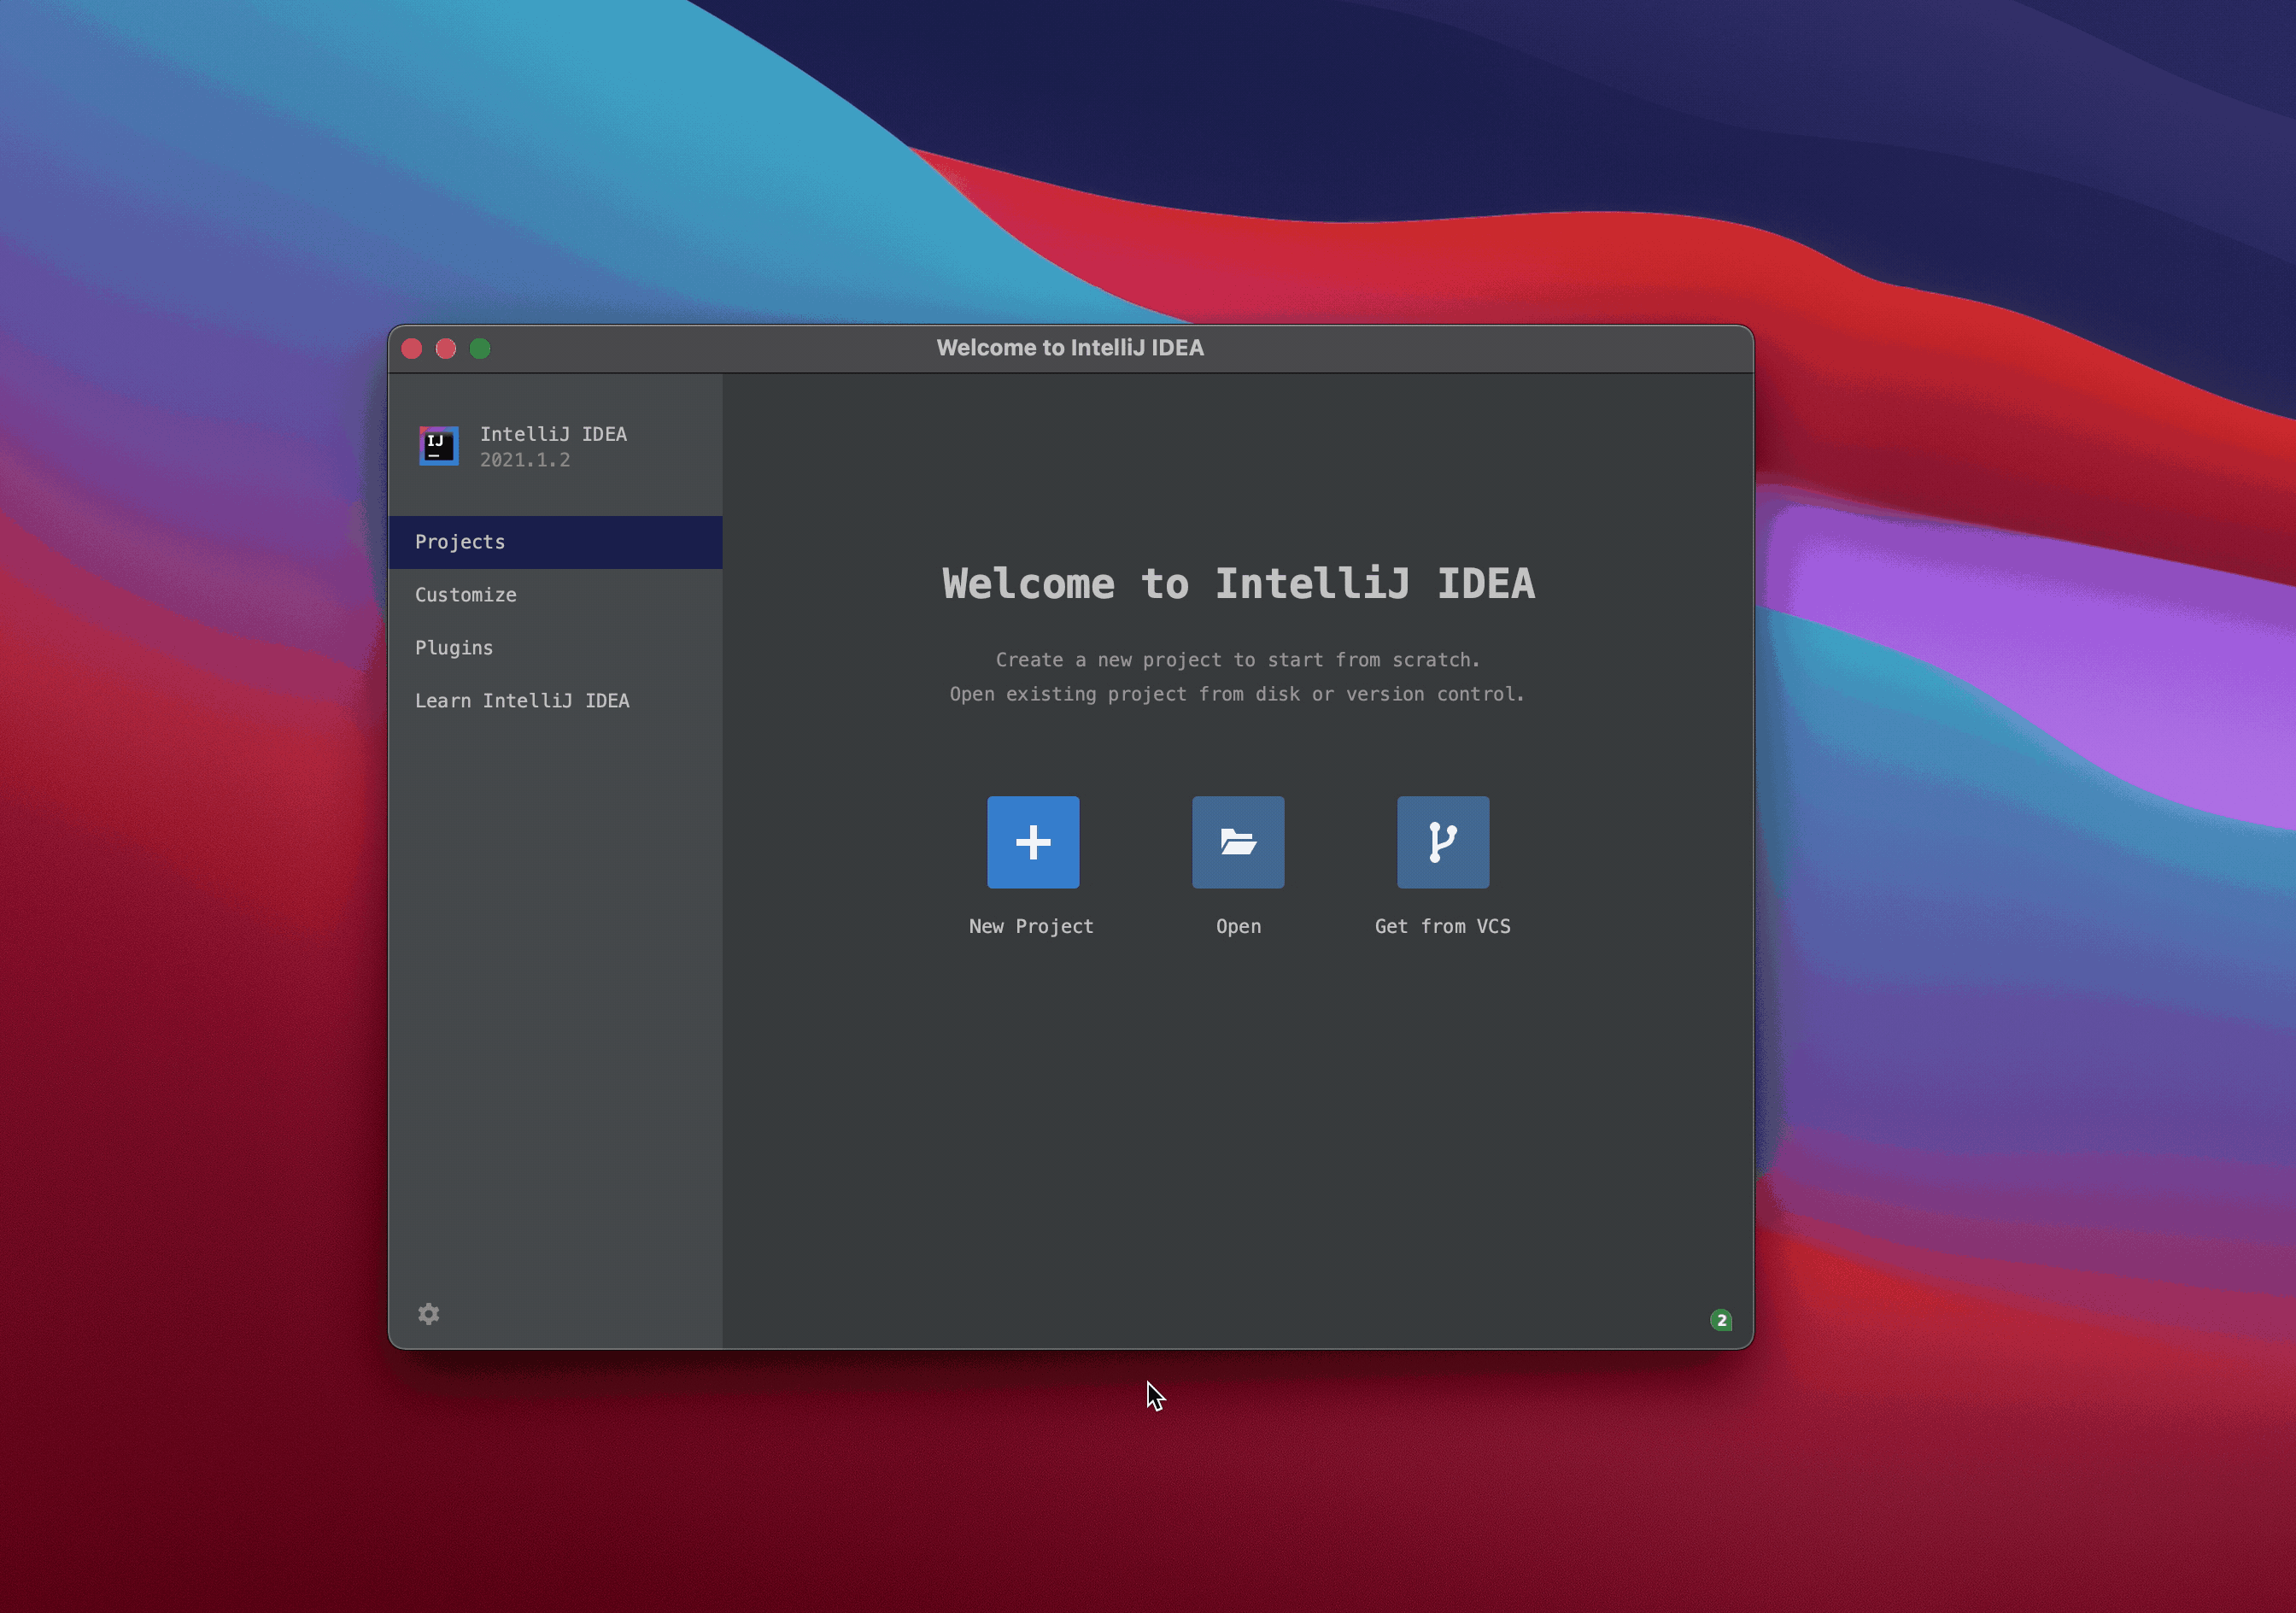 Welcome to IntelliJ IDEA
IJ
IntelliJ IDEA
2021.1.2
Projects
Customize
Plugins
Learn IntelliJ IDEA
Welcome to IntelliJ IDEA
Create a new project to start from scratch.
Open existing project from disk or version control.
New Project
Open
Get from VCS
2